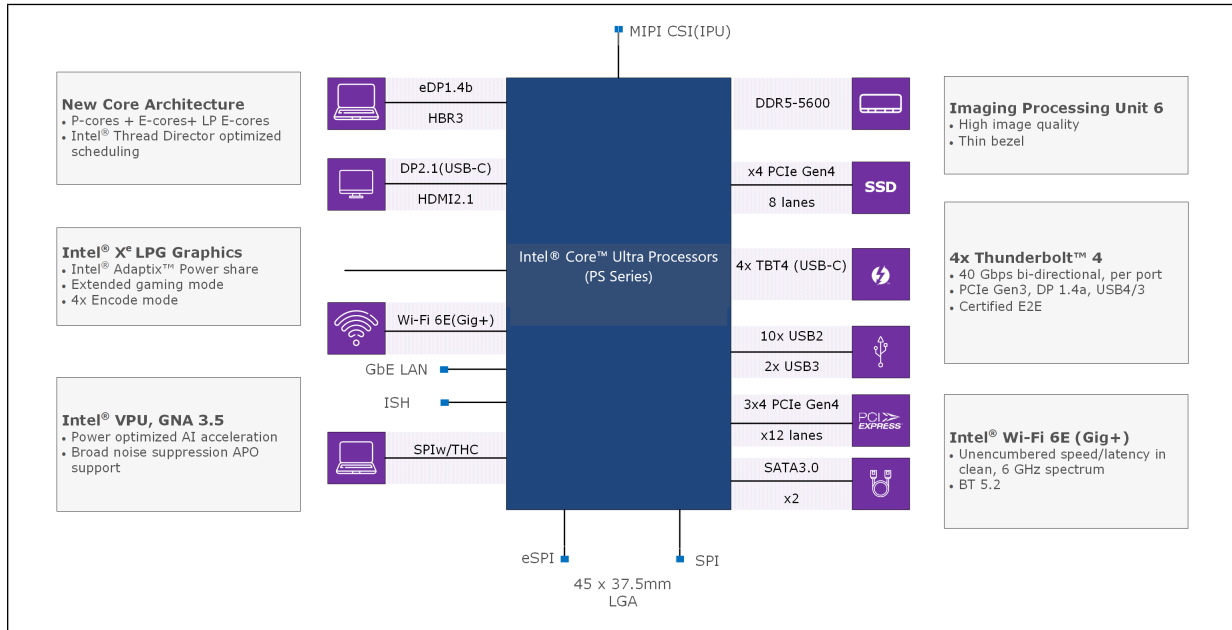 MIPI CSI(IPU)
New Core Architecture
• P-cores + E-cores+ LP E-cores
• Intel® Thread Director optimized
scheduling
Intel® Xe LPG Graphics
• Intel® Adaptix™ Power share
• Extended gaming mode
• 4x Encode mode
Intel® VPU, GNA 3.5
• Power optimized AI acceleration
• Broad noise suppression APO
support
eDP1.4b
HBR3
DP2.1(USB-C)
HDMI2.1
Wi-Fi 6E(Gig+)
GbE LAN
ISH
SPIw/THC
Intel® Core™ Ultra Processors
(PS Series)
DDR5-5600
x4 PCIe Gen4
8 lanes
SSD
4x TBT4 (USB-C)
10x USB2
2x USB3
3x4 PCIe Gen4
x12 lanes
PCI
EXPRESS
SATA3.0
x2
Imaging Processing Unit 6
• High image quality
• Thin bezel
4x Thunderbolt™ 4
• 40 Gbps bi-directional, per port
• PCIe Gen3, DP 1.4a, USB4/3
• Certified E2E
Intel® Wi-Fi 6E (Gig+)
• Unencumbered speed/latency in
clean, 6 GHz spectrum
• BT 5.2
eSPI
SPI
45 x 37.5mm
LGA